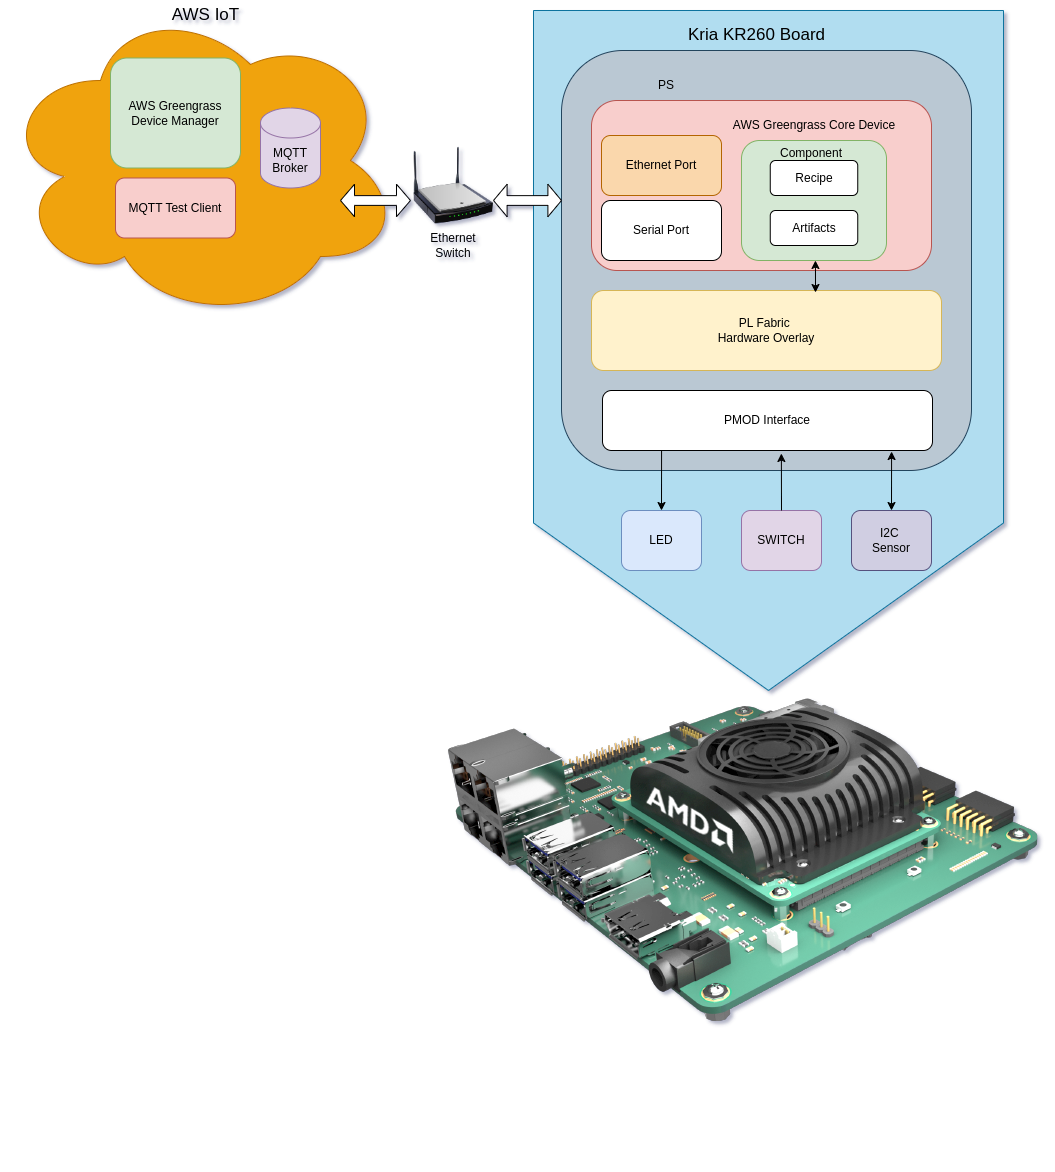 AWS IoT
AWS Greengrass
Device Manager
MQTT
Broker
MQTT Test Client
Ethernet
Switch
Kria KR260 Board
PS
AWS Greengrass Core Device
Ethernet Port
Serial Port
Component
Recipe
Artifacts
PL Fabric
Hardware Overlay
PMOD Interface
LED
SWITCH
I2C
Sensor
AMD